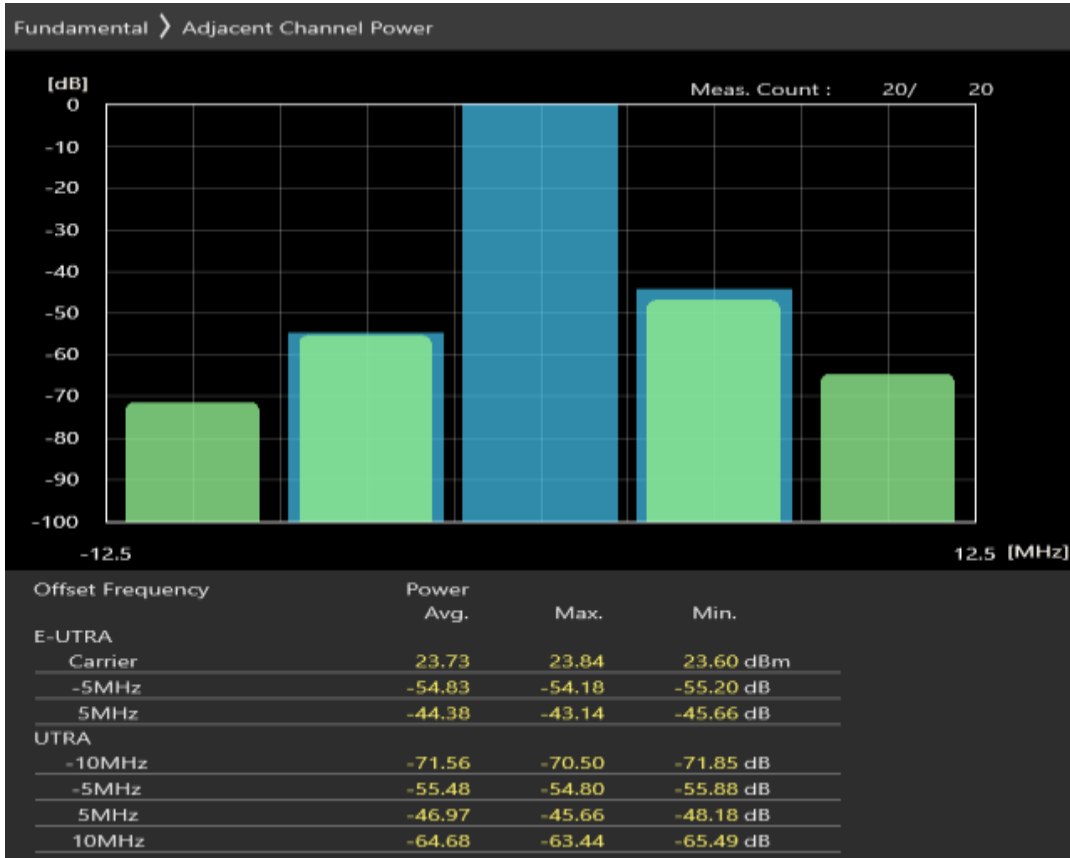 Fundamental 〉 Adjacent Channel Power
[dB]
Meas. Count : 20/ 20
0
-10
-20
-30
-40
-50
-60
-70
-80
-90
-100
-12.5 12.5 [MHz]
Offset Frequency Power
Avg. Max. Min.
E-UTRA
Carrier 23.73 23.84 23.60 dBm
-5MHz -54.83 -54.18 -55.20 dB
5MHz -44.38 -43.14 -45.66 dB
UTRA
-10MHz -71.56 -70.50 -71.85 dB
-5MHz -55.48 -54.80 -55.88 dB
5MHz -46.97 -45.66 -48.18 dB
10MHz -64.68 -63.44 -65.49 dB